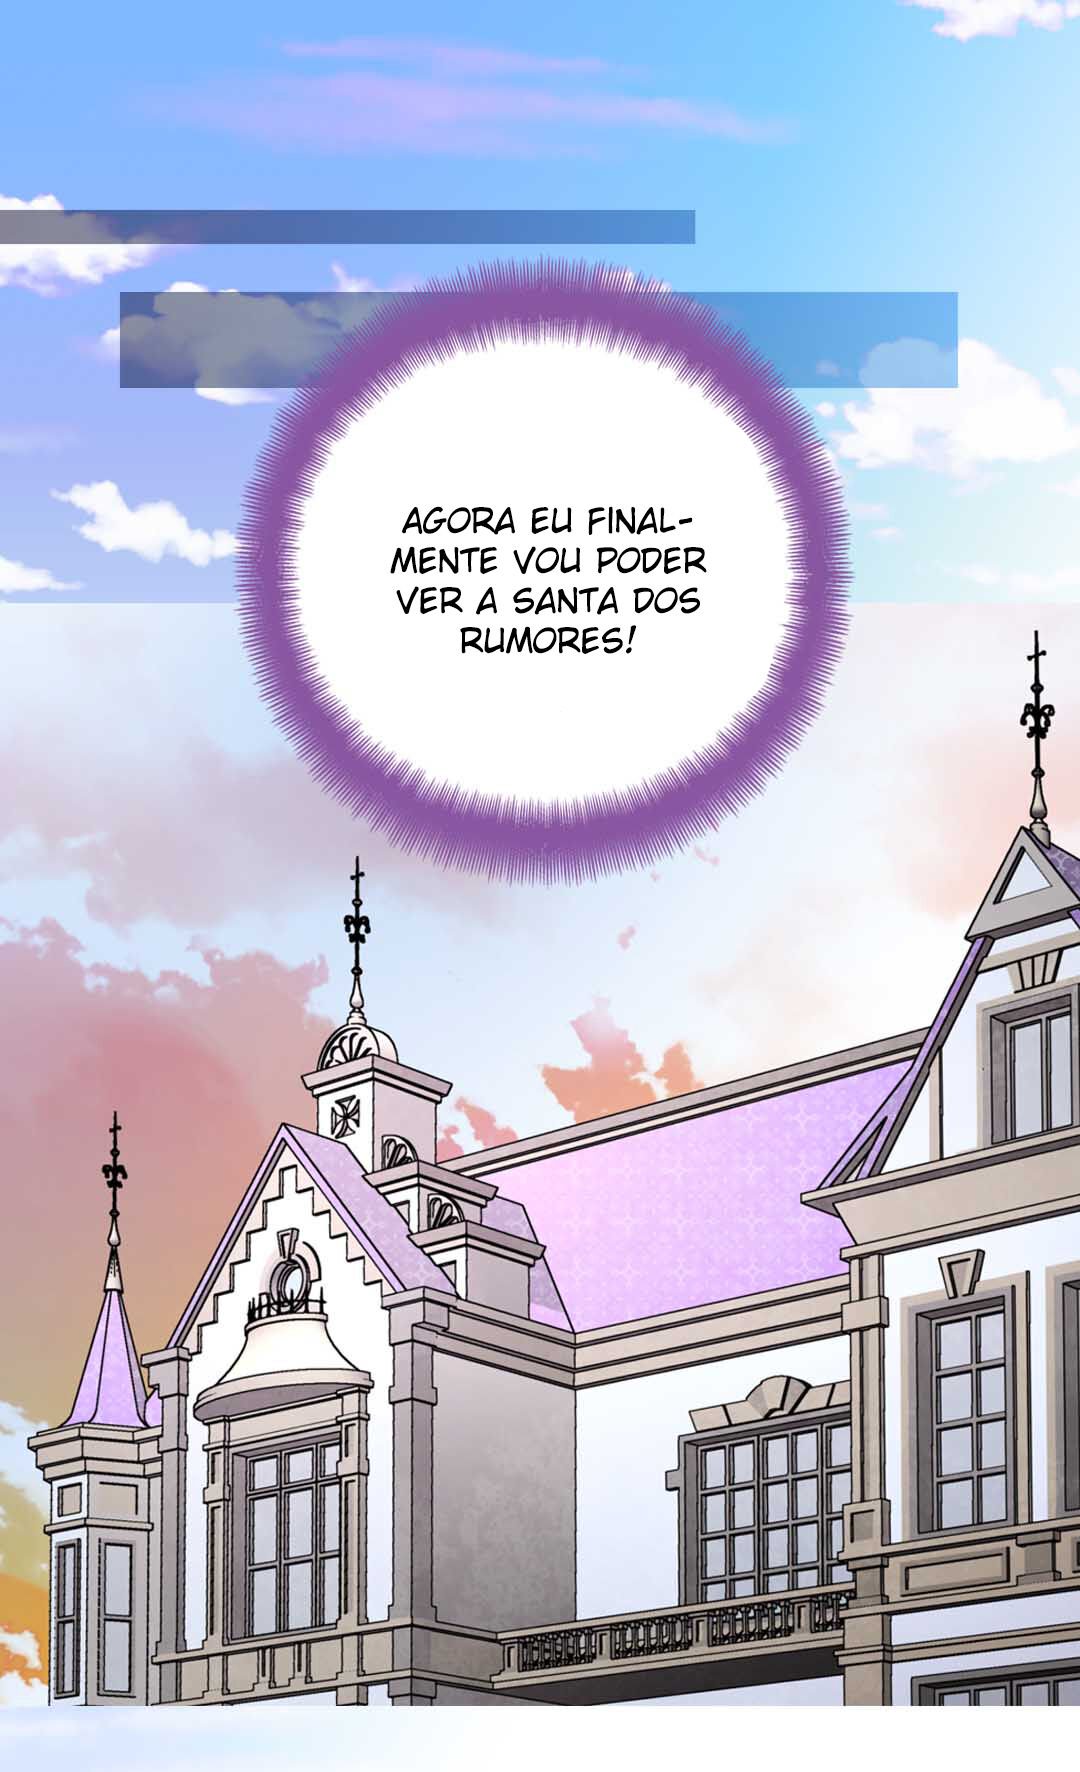 AGORA EU FINAL-
MENTE VOU PODER
VER A SANTA DOS
RUMORES!